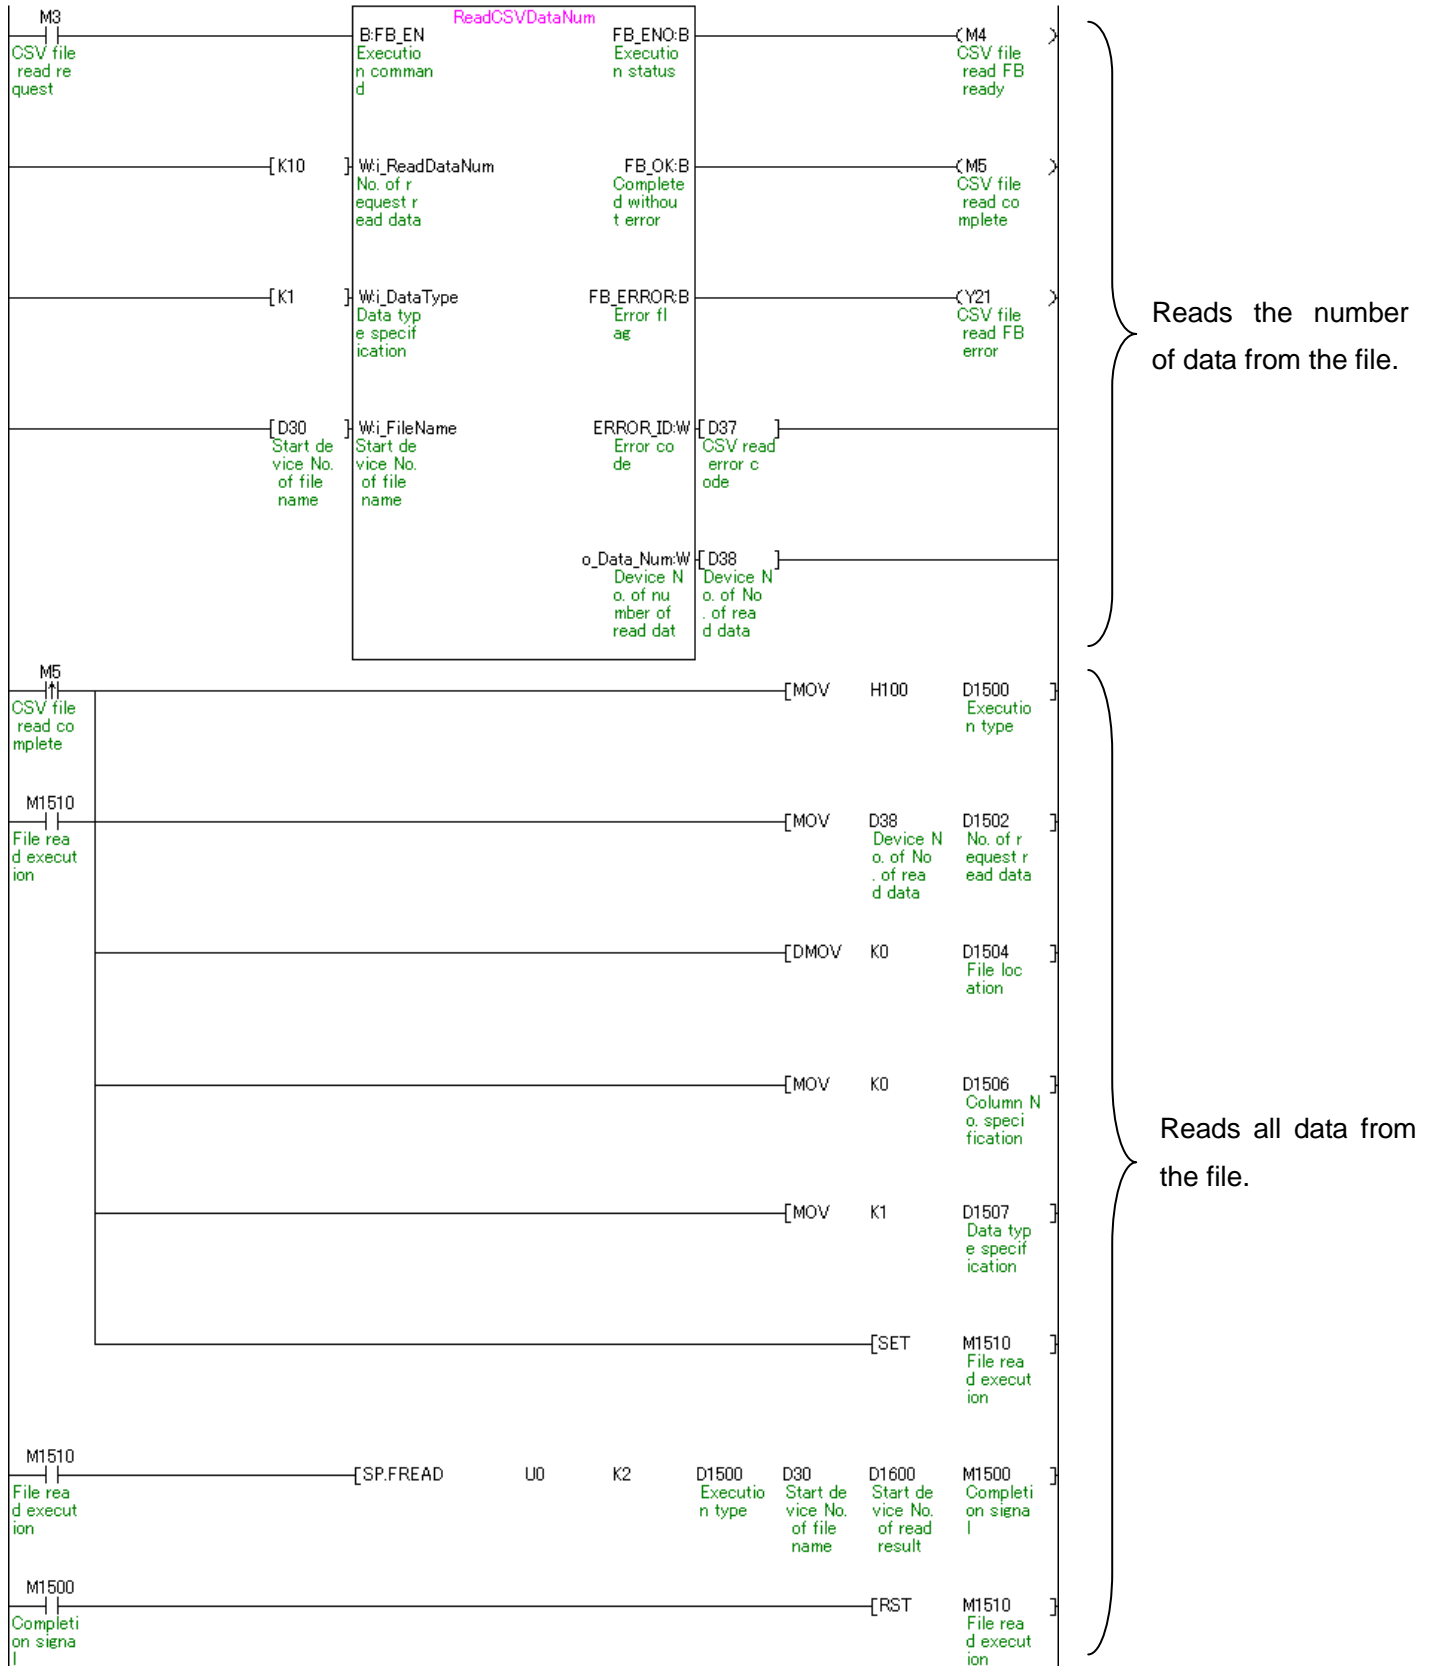 M3
ReadCSVDataNum
B:FB_EN FB_ENO:B (M4 )
CSV file Executio Executio CSV file
read re n comman n status read FB
quest d ready
[K10 ] W:i_ReadDataNum FB_OK:B (M5 )
No. of r Complete CSV file
equest r d withou read co
ead data t error mplete
[K1 ] W:i_DataType FB_ERROR:B (Y21 )
Data typ Error fl CSV file
e specif ag read FB
ication error
Reads the number
of data from the file.
[D30 ] W:i_FileName ERROR_ID:W [D37 ]
Start de Start de Error co CSV read
vice No. vice No. de error c
of file of file ode
name name
o_Data_Num:W [D38 ]
Device N Device N
o. of nu o. of No
mber of . of rea
read dat d data
M5
[MOV H100 D1500 ]
CSV file Executio
read co n type
mplete
M1510
[MOV D38 D1502 ]
File rea Device N No. of r
d execut o. of No equest r
ion . of rea ead data
d data
[DMOV K0 D1504 ]
File loc
ation
[MOV K0 D1506 ]
Column N
o. speci
fication
Reads all data from
the file.
[MOV K1 D1507 ]
Data typ
e specif
ication
[SET M1510 ]
File rea
d execut
ion
M1510
[SP.FREAD U0 K2 D1500 D30 D1600 M1500 ]
File rea Executio Start de Start de Completi
d execut n type vice No. vice No. on signa
ion of file of read l
name result
M1500
[RST M1510 ]
Completi File rea
on signa d execut
l ion